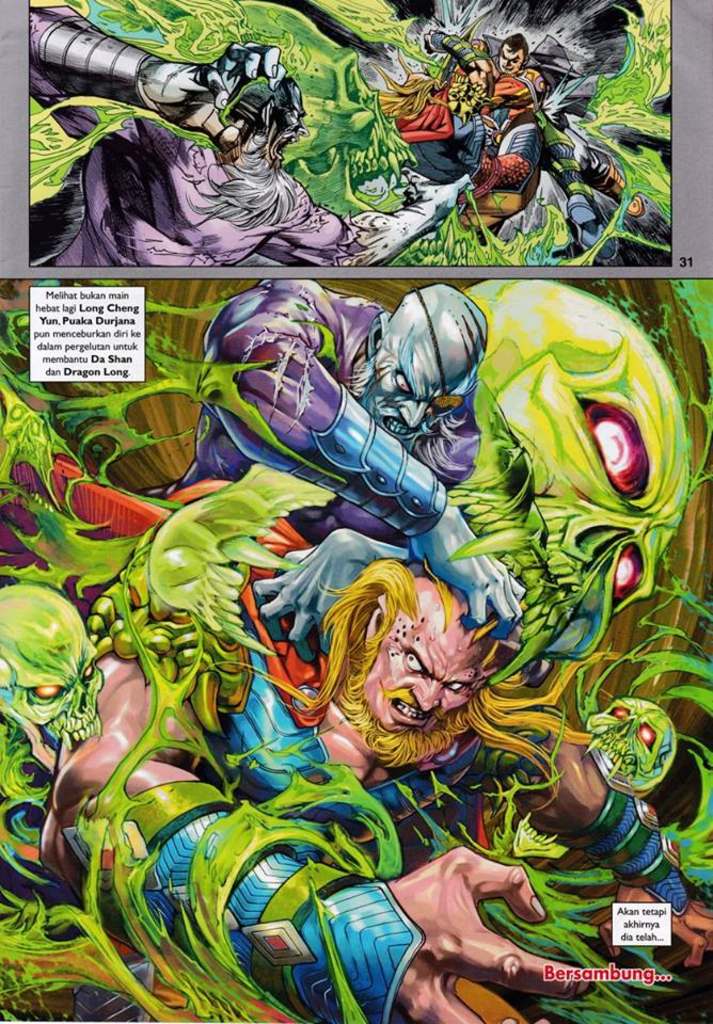 31
Melihat bukan main
hebat lagi Long Cheng
Yun, Puaka Durjana
pun menceburkan diri ke
dalam pergelutan untuk
membantu Da Shan
dan Dragon Long.
Akan tetapi
akhirnya
dia telah...
Bersambung...